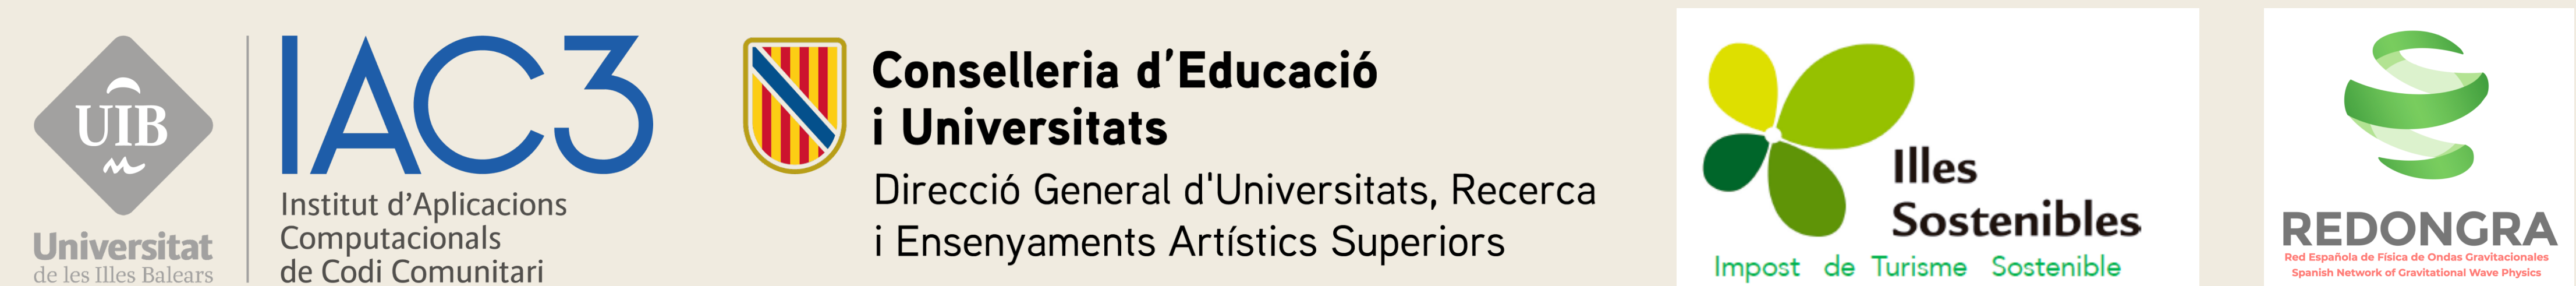 UIB
Universitat
de les Illes Balears
IAC3
Institut d’Aplicacions
Computacionals
de Codi Comunitari
Conselleria d’Educació
i Universitats
Direcció General d'Universitats, Recerca
i Ensenyaments Artístics Superiors
Illes
Sostenibles
Impost de Turisme Sostenible
REDONGRA
Red Española de Física de Ondas Gravitacionales
Spanish Network of Gravitational Wave Physics